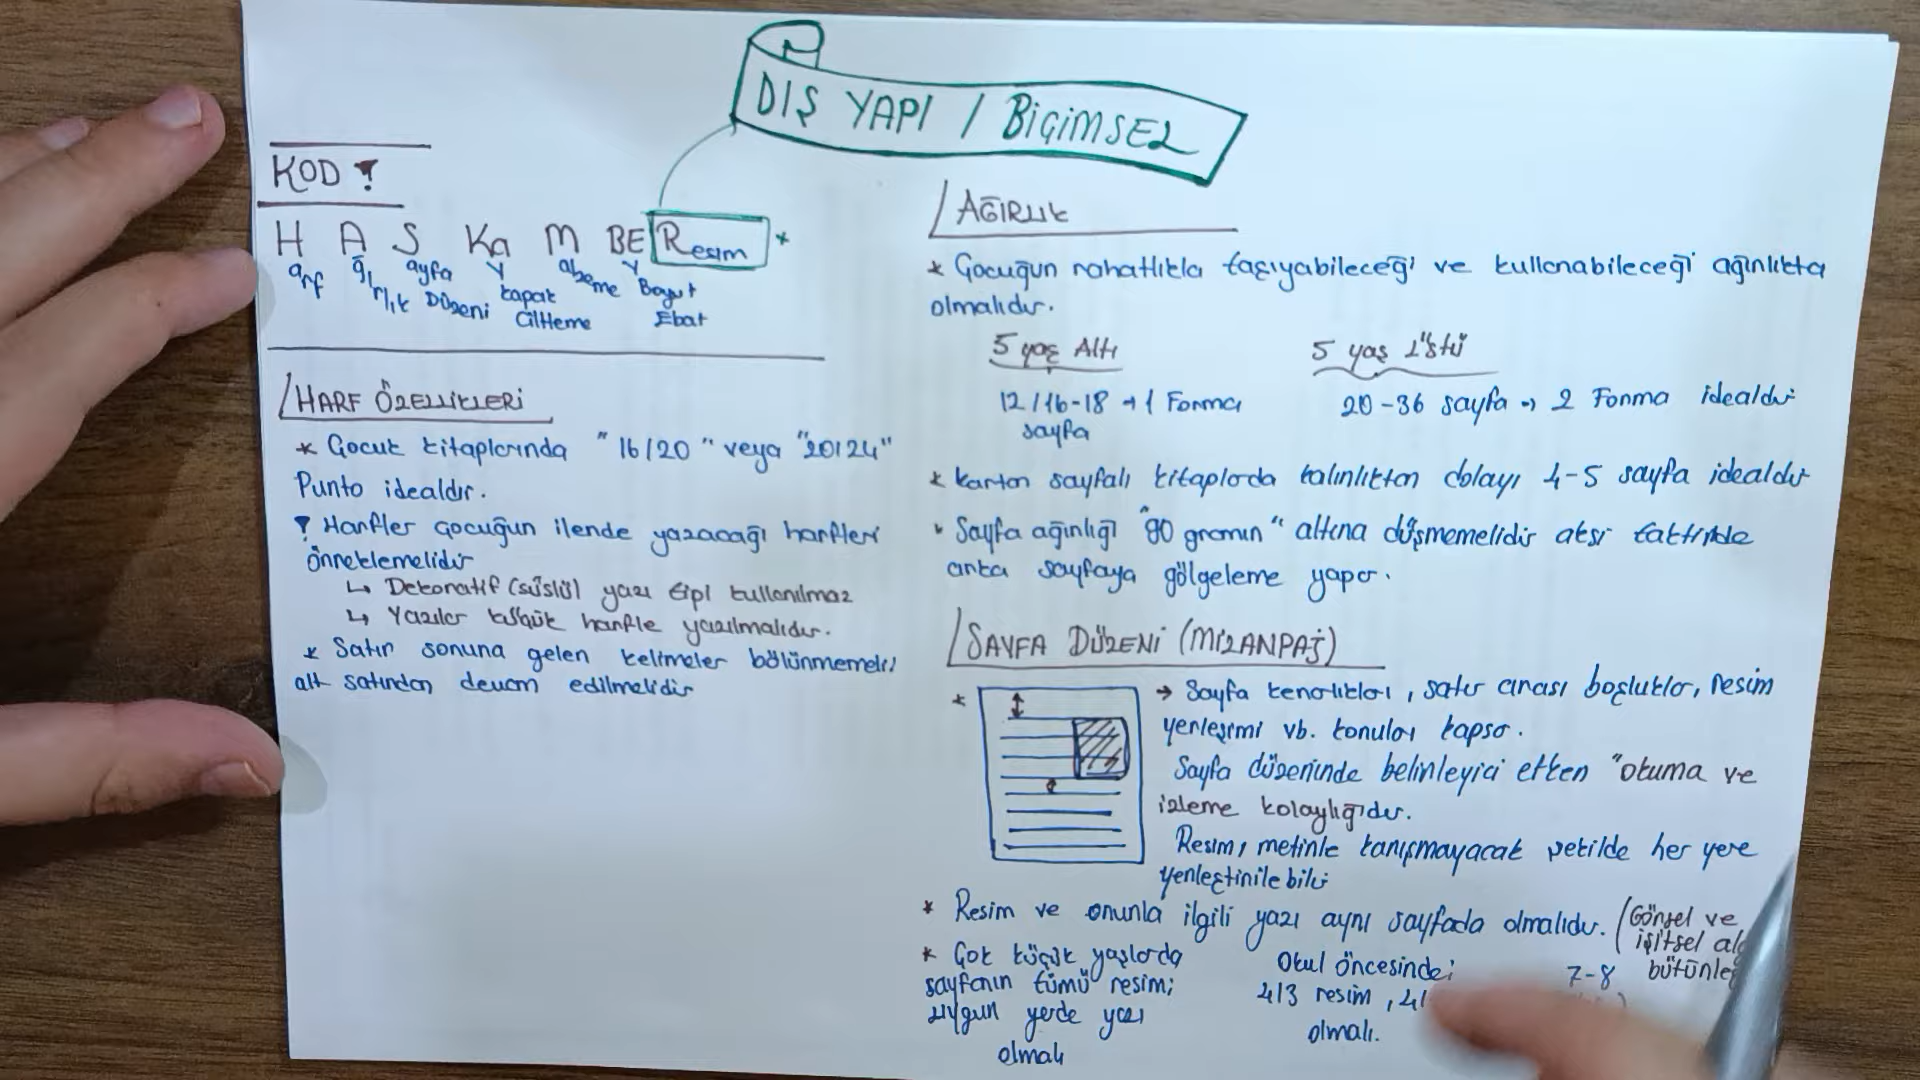 DIŞ YAPI / BİÇİMSEL
KOD !
H A S Ka M BE Resim *
arf ğı ayfa y abeme y
rlık Düzeni kapak Boyut
Ciltleme Ebat
HARF ÖZELLİKLERİ
* Çocuk kitaplarında "16/20" veya "20/24"
Punto idealdir.
! Harfler çocuğun ileride yazacağı harfleri
örneklemelidir
↳ Dekoratif (süslü) yazı tipi kullanılmaz
↳ Yazılar küçük harfle yazılmalıdır.
* Satır sonuna gelen kelimeler bölünmemeli,
alt satırdan devam edilmelidir
AĞIRLIK
* Çocuğun rahatlıkla taşıyabileceği ve kullanabileceği ağırlıkta
olmalıdır.
5 yaş Altı
12/16-18 → 1 Forma
sayfa
5 yaş Üstü
20-36 sayfa → 2 Forma idealdir
* Karton sayfalı kitaplarda kalınlıktan dolayı 4-5 sayfa idealdir
* Sayfa ağırlığı "90 gramın" altına düşmemelidir aksi taktirde
arka sayfaya gölgeleme yapar.
SAYFA DÜZENİ (MİZANPAJ)
* → Sayfa kenarlıkları, satır arası boşluklar, resim
yerleşimi vb. konuları kapsar.
Sayfa düzeninde belirleyici etken "okuma ve
izleme kolaylığıdır.
Resim, metinle karışmayacak şekilde her yere
yerleştirilebilir
* Resim ve onunla ilgili yazı aynı sayfada olmalıdır. (Görsel ve
işitsel
* Çok küçük yaşlarda
sayfanın tümü resim;
uygun yerde yazı
olmalı
Okul öncesinde;
4/3 resim,
olmalı.
7-8